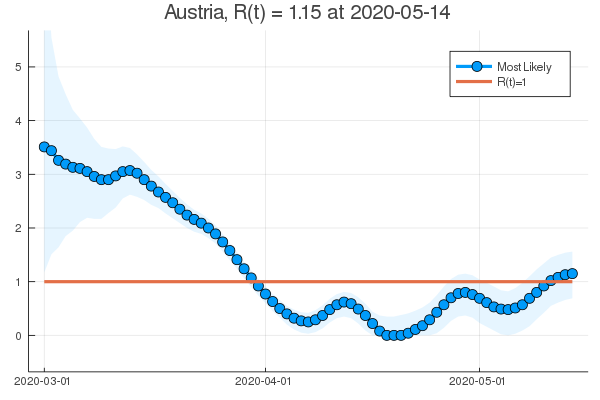 Austria, R(t) = 1.15 at 2020-05-14
Most Likely
R(t)=1
5
4
3
2
1
0
2020-03-01 2020-04-01 2020-05-01